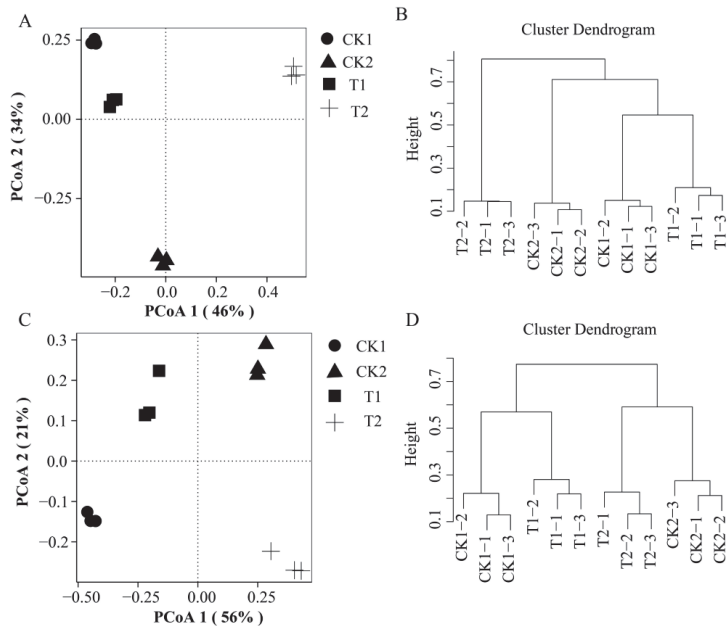 A
PCoA 2 ( 34% )
0.25
0.00
−0.25
−0.2
0.0
0.2
0.4
PCoA 1 ( 46% )
CK1
CK2
T1
T2
B
Cluster Dendrogram
Height
0.7
0.5
0.3
0.1
T2−2
T2−1
T2−3
CK2−3
CK2−1
CK2−2
CK1−2
CK1−1
CK1−3
T1−2
T1−1
T1−3
C
PCoA 2 ( 21% )
0.3
0.2
0.1
0.0
−0.1
−0.2
−0.50
−0.25
0.00
0.25
PCoA 1 ( 56% )
CK1
CK2
T1
T2
D
Cluster Dendrogram
Height
0.7
0.5
0.3
0.1
CK1−2
CK1−1
CK1−3
T1−2
T1−1
T1−3
T2−1
T2−2
T2−3
CK2−3
CK2−1
CK2−2